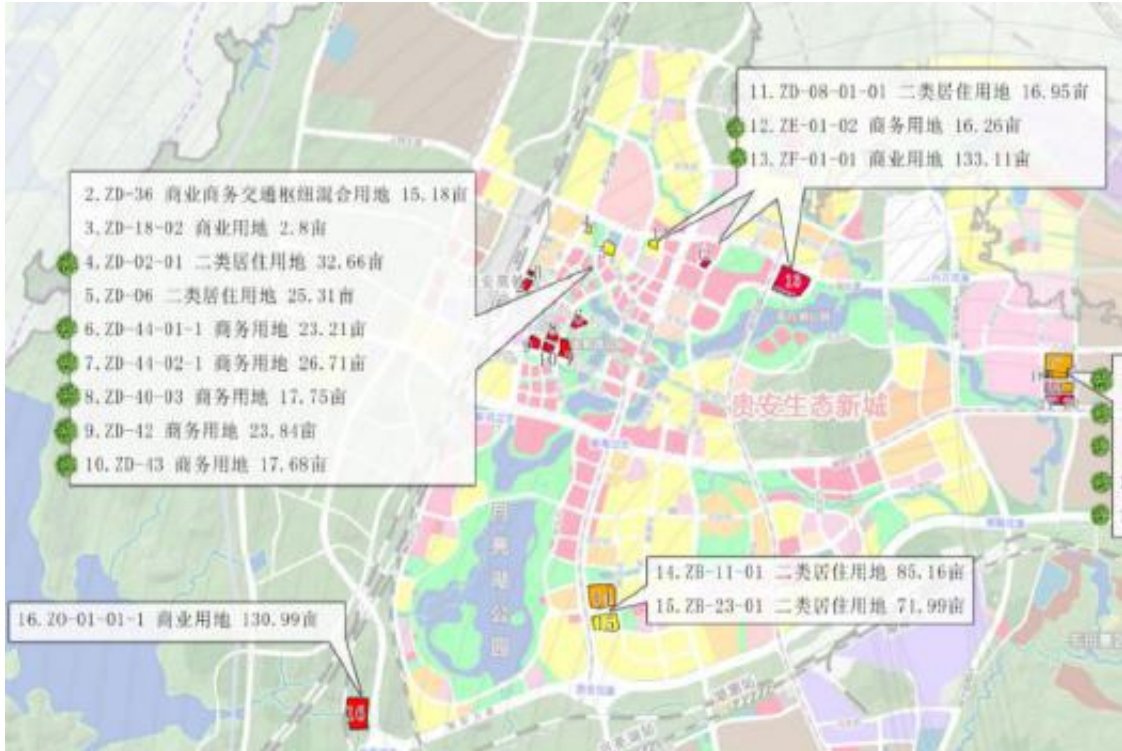 11.ZD-08-01-01 二类居住用地 16.95亩
12.ZE-01-02 商务用地 16.26亩
13.ZF-01-01 商业用地 133.11亩
2.ZD-36 商业商务交通枢纽混合用地 15.18亩
3.ZD-18-02 商业用地 2.8亩
4.ZD-02-01 二类居住用地 32.66亩
5.ZD-06 二类居住用地 25.31亩
6.ZD-44-01-1 商务用地 23.21亩
7.ZD-44-02-1 商务用地 26.71亩
8.ZD-40-03 商务用地 17.75亩
9.ZD-42 商务用地 23.84亩
10.ZD-43 商务用地 17.68亩
13
贵安生态新城
月亮湖公园
14.ZB-11-01 二类居住用地 85.16亩
15.ZB-23-01 二类居住用地 71.99亩
15
16.ZO-01-01-1 商业用地 130.99亩
16